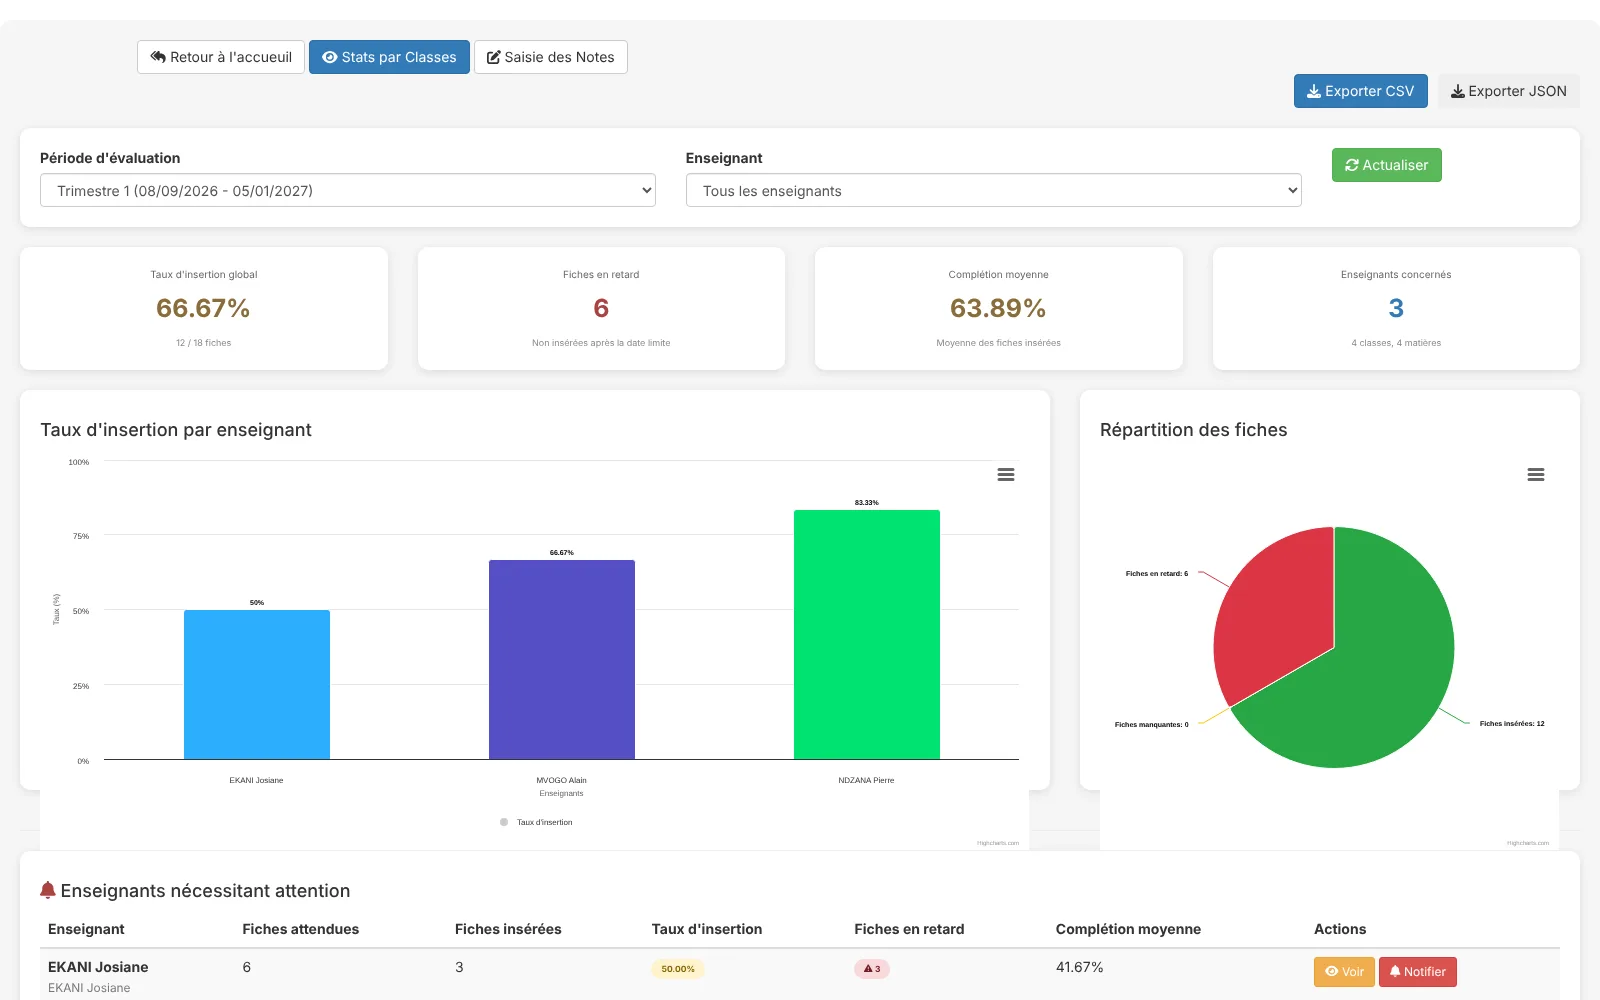 Retour à l'accueuil
Stats par Classes
Saisie des Notes
Exporter CSV
Exporter JSON
Période d'évaluation
Enseignant
Trimestre 1 (08/09/2026 - 05/01/2027)
Tous les enseignants
Actualiser
Taux d'insertion global
66.67%
12 / 18 fiches
Fiches en retard
6
Non insérées après la date limite
Complétion moyenne
63.89%
Moyenne des fiches insérées
Enseignants concernés
3
4 classes, 4 matières
Taux d'insertion par enseignant
100%
75%
50%
25%
0%
Taux (%)
50%
66.67%
83.33%
EKANI Josiane
MVOGO Alain
NDZANA Pierre
Enseignants
Taux d'insertion
Highcharts.com
Répartition des fiches
Fiches en retard: 6
Fiches manquantes: 0
Fiches insérées: 12
Highcharts.com
Enseignants nécessitant attention
Enseignant Fiches attendues Fiches insérées Taux d'insertion Fiches en retard Complétion moyenne Actions
EKANI Josiane 6 3 50.00% 3 41.67% Voir Notifier
EKANI Josiane